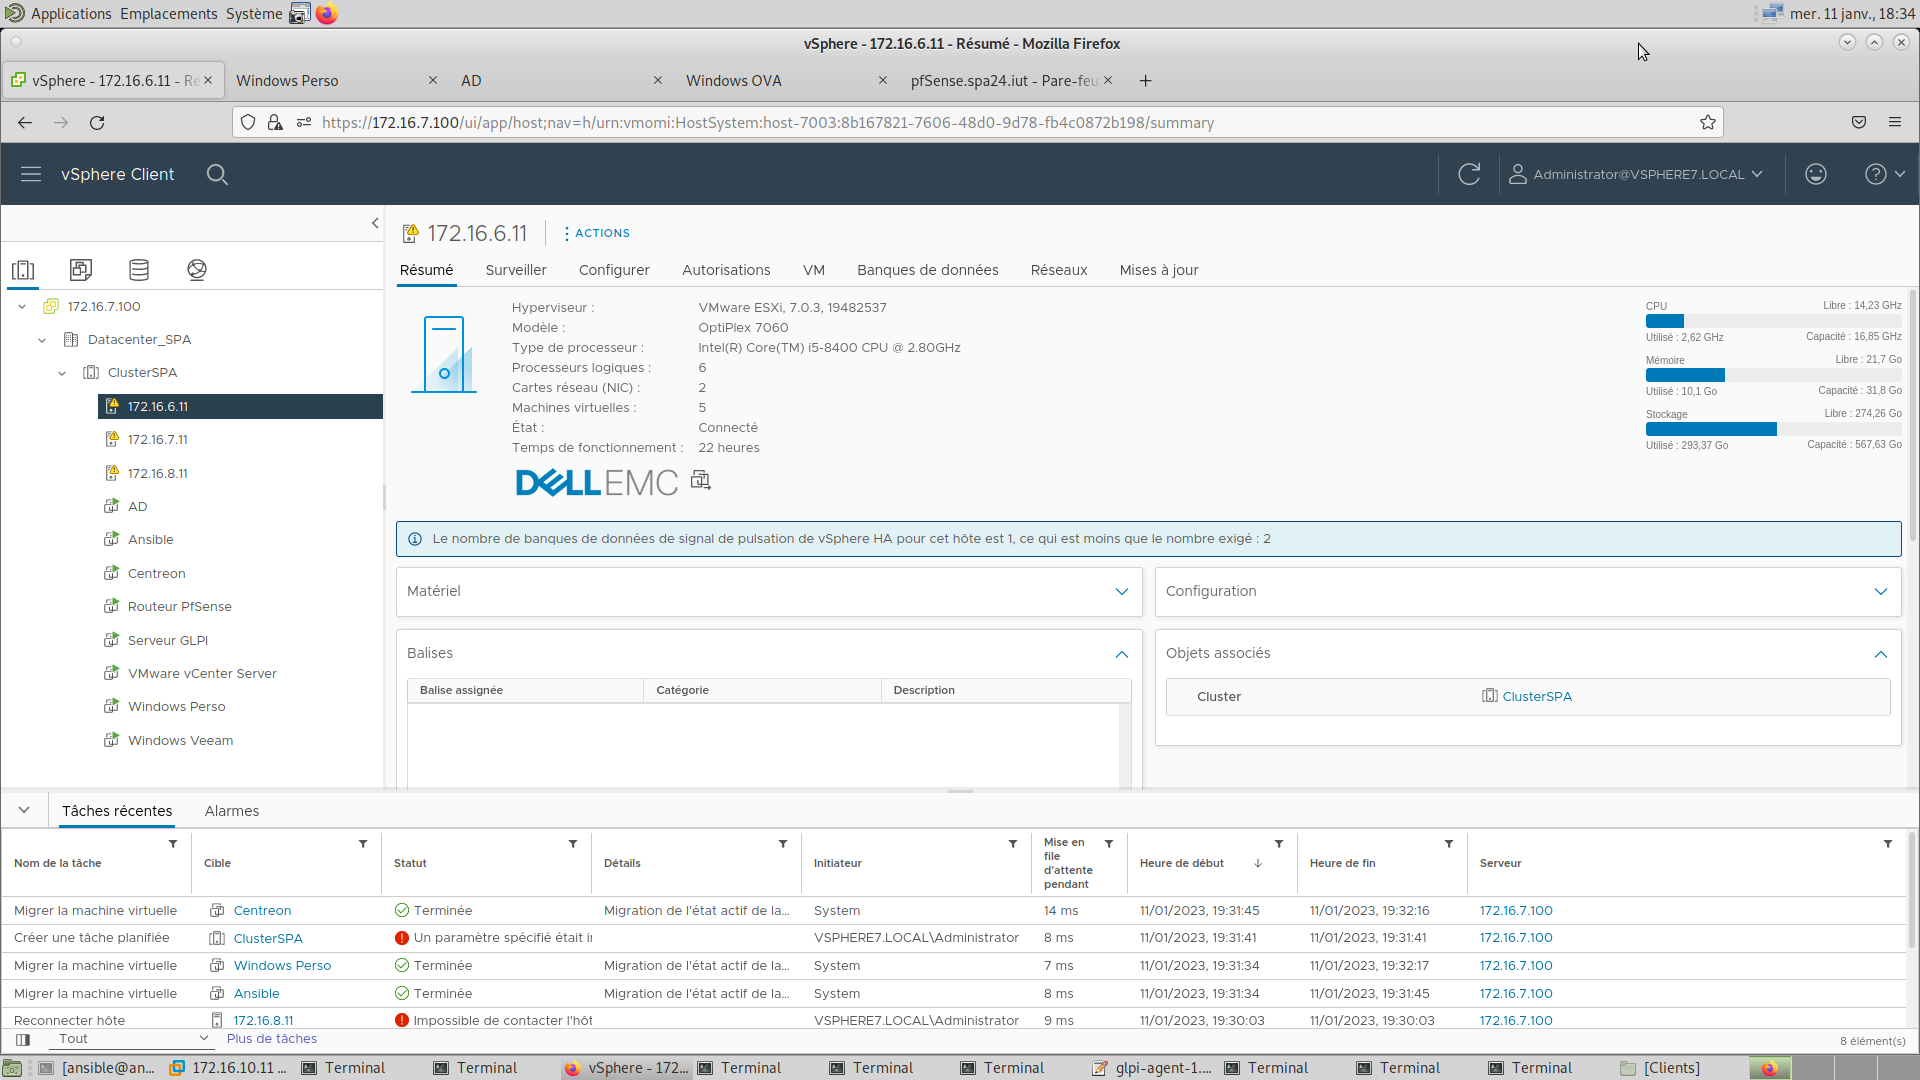 Applications Emplacements Système mer. 11 janv., 18:34
vSphere - 172.16.6.11 - Résumé - Mozilla Firefox
vSphere - 172.16.6.11 - Ré Windows Perso AD Windows OVA pfSense.spa24.iut - Pare-feu
https://172.16.7.100/ui/app/host;nav=h/urn:vmomi:HostSystem:host-7003:8b167821-7606-48d0-9d78-fb4c0872b198/summary
vSphere Client Administrator@VSPHERE7.LOCAL
172.16.6.11 ACTIONS
Résumé Surveiller Configurer Autorisations VM Banques de données Réseaux Mises à jour
172.16.7.100
Datacenter_SPA
ClusterSPA
172.16.6.11
172.16.7.11
172.16.8.11
AD
Ansible
Centreon
Routeur PfSense
Serveur GLPI
VMware vCenter Server
Windows Perso
Windows Veeam
Hyperviseur : VMware ESXi, 7.0.3, 19482537
Modèle : OptiPlex 7060
Type de processeur : Intel(R) Core(TM) i5-8400 CPU @ 2.80GHz
Processeurs logiques : 6
Cartes réseau (NIC) : 2
Machines virtuelles : 5
État : Connecté
Temps de fonctionnement : 22 heures
DELL EMC
CPU Libre : 14,23 GHz
Utilisé : 2,62 GHz Capacité : 16,85 GHz
Mémoire Libre : 21,7 Go
Utilisé : 10,1 Go Capacité : 31,8 Go
Stockage Libre : 274,26 Go
Utilisé : 293,37 Go Capacité : 567,63 Go
Le nombre de banques de données de signal de pulsation de vSphere HA pour cet hôte est 1, ce qui est moins que le nombre exigé : 2
Matériel
Configuration
Balises
Balise assignée Catégorie Description
Objets associés
Cluster ClusterSPA
Tâches récentes Alarmes
Nom de la tâche Cible Statut Détails Initiateur Mise en file d'attente pendant Heure de début Heure de fin Serveur
Migrer la machine virtuelle Centreon Terminée Migration de l'état actif de la... System 14 ms 11/01/2023, 19:31:45 11/01/2023, 19:32:16 172.16.7.100
Créer une tâche planifiée ClusterSPA Un paramètre spécifié était in VSPHERE7.LOCAL\Administrator 8 ms 11/01/2023, 19:31:41 11/01/2023, 19:31:41 172.16.7.100
Migrer la machine virtuelle Windows Perso Terminée Migration de l'état actif de la... System 7 ms 11/01/2023, 19:31:34 11/01/2023, 19:32:17 172.16.7.100
Migrer la machine virtuelle Ansible Terminée Migration de l'état actif de la... System 8 ms 11/01/2023, 19:31:34 11/01/2023, 19:31:45 172.16.7.100
Reconnecter hôte 172.16.8.11 Impossible de contacter l'hôt VSPHERE7.LOCAL\Administrator 9 ms 11/01/2023, 19:30:03 11/01/2023, 19:30:03 172.16.7.100
Tout Plus de tâches 8 élément(s)
[ansible@an... 172.16.10.11 ... Terminal Terminal vSphere - 172... Terminal Terminal Terminal glpi-agent-1.... Terminal Terminal Terminal [Clients]